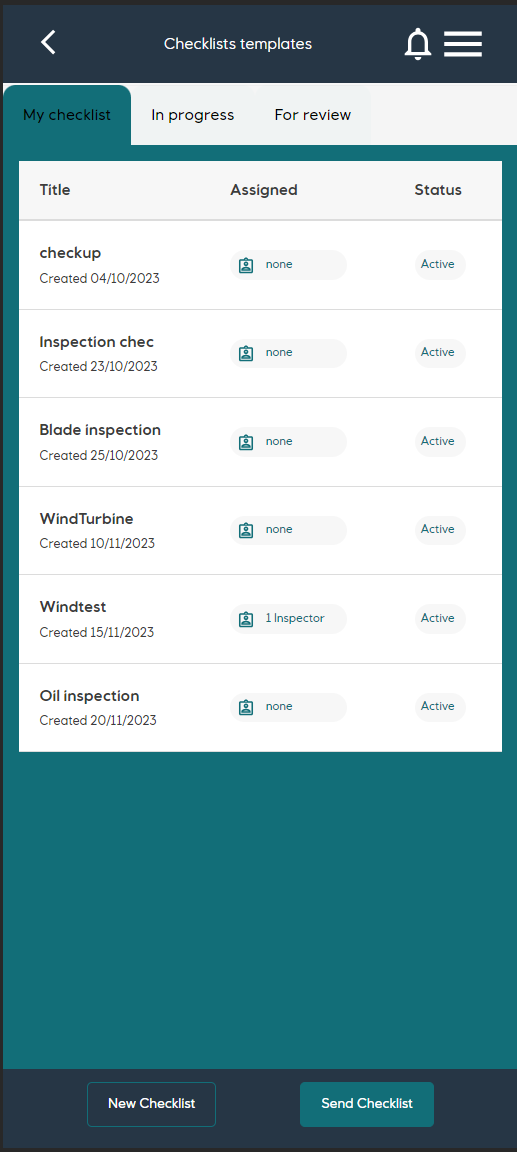 Checklists templates
My checklist In progress For review
Title Assigned Status
checkup
Created 04/10/2023
none
Active
Inspection chec
Created 23/10/2023
none
Active
Blade inspection
Created 25/10/2023
none
Active
WindTurbine
Created 10/11/2023
none
Active
Windtest
Created 15/11/2023
1 Inspector
Active
Oil inspection
Created 20/11/2023
none
Active
New Checklist Send Checklist